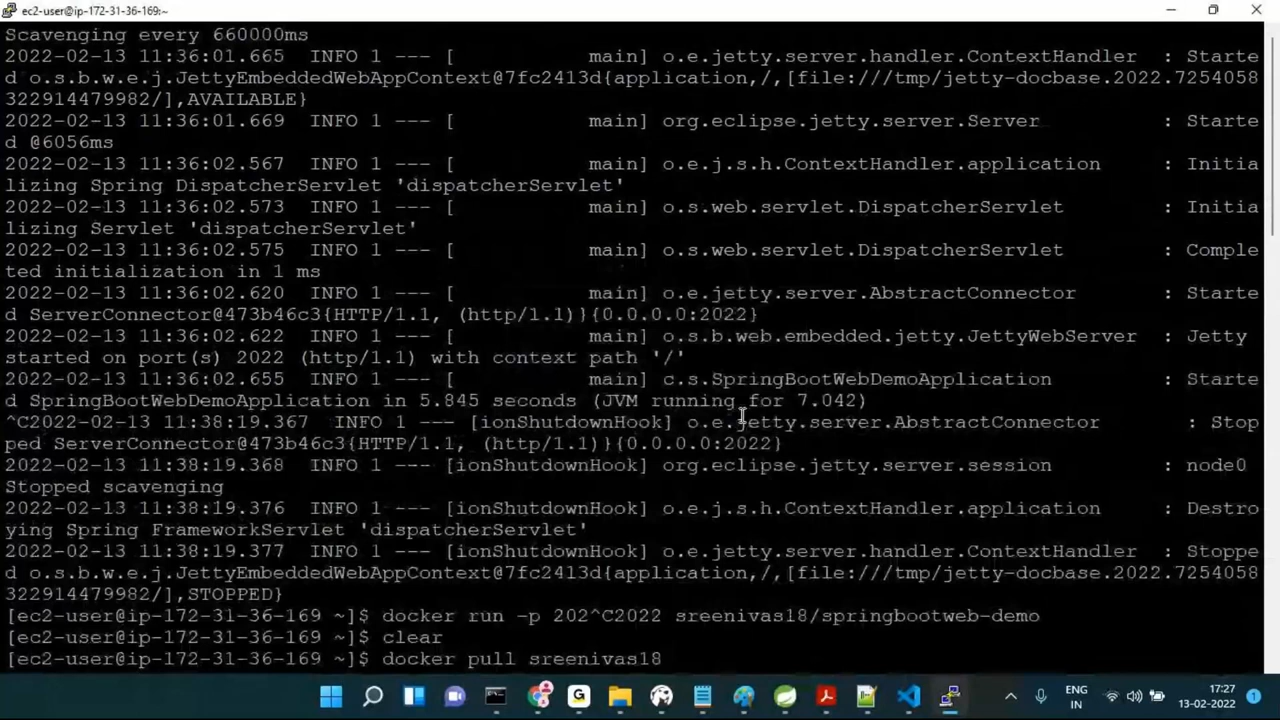 ec2-user@ip-172-31-36-169:~
Scavenging every 660000ms
2022-02-13 11:36:01.665  INFO 1 --- [           main] o.e.jetty.server.handler.ContextHandler  : Starte
d o.s.b.w.e.j.JettyEmbeddedWebAppContext@7fc2413d{application,/,[file:///tmp/jetty-docbase.2022.7254058
322914479982/],AVAILABLE}
2022-02-13 11:36:01.669  INFO 1 --- [           main] org.eclipse.jetty.server.Server          : Starte
d @6056ms
2022-02-13 11:36:02.567  INFO 1 --- [           main] o.e.j.s.h.ContextHandler.application     : Initia
lizing Spring DispatcherServlet 'dispatcherServlet'
2022-02-13 11:36:02.573  INFO 1 --- [           main] o.s.web.servlet.DispatcherServlet        : Initia
lizing Servlet 'dispatcherServlet'
2022-02-13 11:36:02.575  INFO 1 --- [           main] o.s.web.servlet.DispatcherServlet        : Comple
ted initialization in 1 ms
2022-02-13 11:36:02.620  INFO 1 --- [           main] o.e.jetty.server.AbstractConnector       : Starte
d ServerConnector@473b46c3{HTTP/1.1, (http/1.1)}{0.0.0.0:2022}
2022-02-13 11:36:02.622  INFO 1 --- [           main] o.s.b.web.embedded.jetty.JettyWebServer  : Jetty
started on port(s) 2022 (http/1.1) with context path '/'
2022-02-13 11:36:02.655  INFO 1 --- [           main] c.s.SpringBootWebDemoApplication         : Starte
d SpringBootWebDemoApplication in 5.845 seconds (JVM running for 7.042)
^C2022-02-13 11:38:19.367  INFO 1 --- [ionShutdownHook] o.e.jetty.server.AbstractConnector       : Stop
ped ServerConnector@473b46c3{HTTP/1.1, (http/1.1)}{0.0.0.0:2022}
2022-02-13 11:38:19.368  INFO 1 --- [ionShutdownHook] org.eclipse.jetty.server.session         : node0
Stopped scavenging
2022-02-13 11:38:19.376  INFO 1 --- [ionShutdownHook] o.e.j.s.h.ContextHandler.application     : Destro
ying Spring FrameworkServlet 'dispatcherServlet'
2022-02-13 11:38:19.377  INFO 1 --- [ionShutdownHook] o.e.jetty.server.handler.ContextHandler  : Stoppe
d o.s.b.w.e.j.JettyEmbeddedWebAppContext@7fc2413d{application,/,[file:///tmp/jetty-docbase.2022.7254058
322914479982/],STOPPED}
[ec2-user@ip-172-31-36-169 ~]$ docker run -p 202^C2022 sreenivas18/springbootweb-demo
[ec2-user@ip-172-31-36-169 ~]$ clear
[ec2-user@ip-172-31-36-169 ~]$ docker pull sreenivas18
ENG
IN
17:27
13-02-2022
1